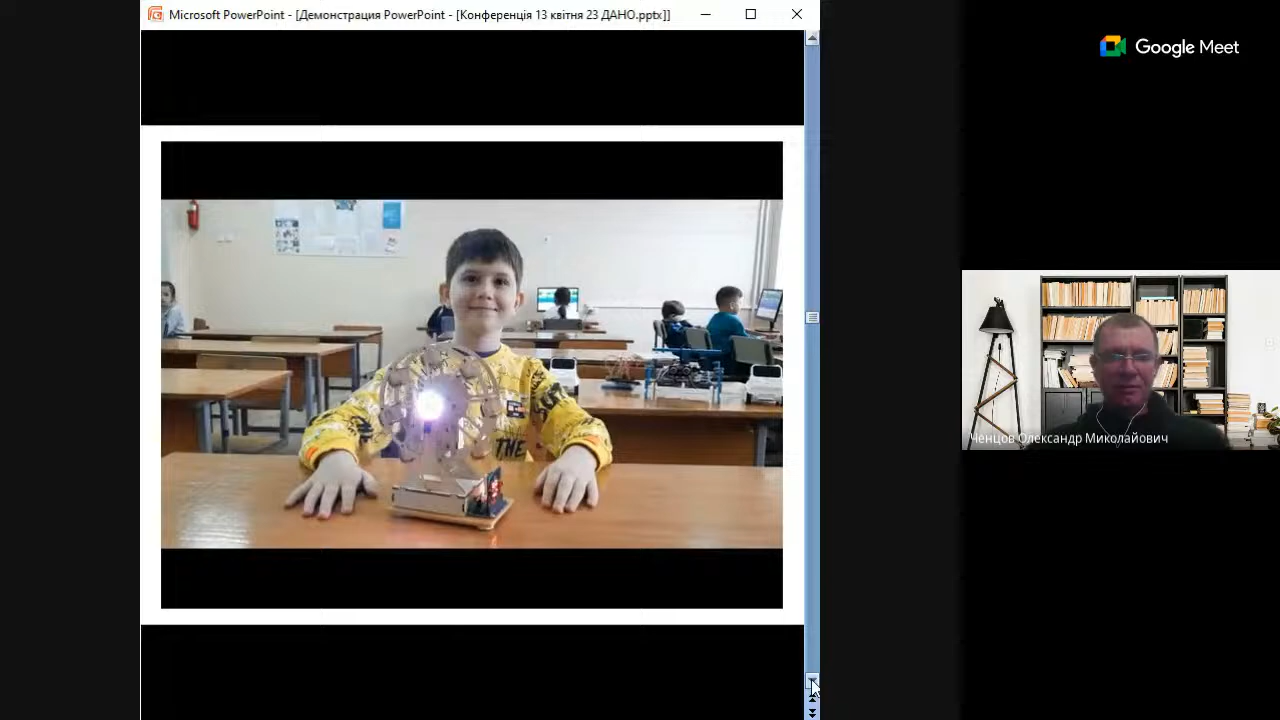 Microsoft PowerPoint - [Демонстрация PowerPoint - [Конференція 13 квітня 23 ДАНО.pptx]]
Google Meet
THE
Ченцов Олександр Миколайович